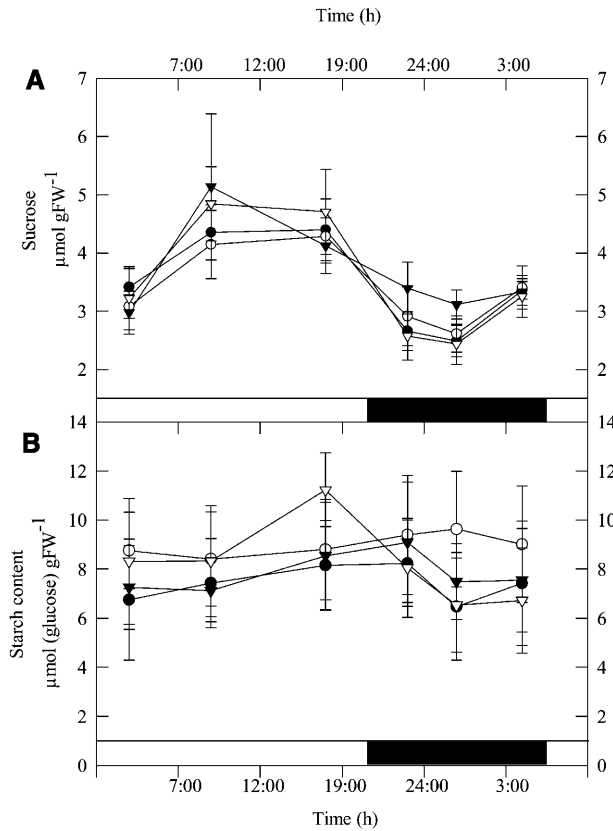 Time (h)
7:00 12:00 19:00 24:00 3:00
A
7 7
6 6
5 5
4 4
3 3
2 2
Sucrose
µmol gFW⁻¹
B
14 14
12 12
10 10
8 8
6 6
4 4
2 2
0 0
Starch content
µmol (glucose) gFW⁻¹
7:00 12:00 19:00 24:00 3:00
Time (h)